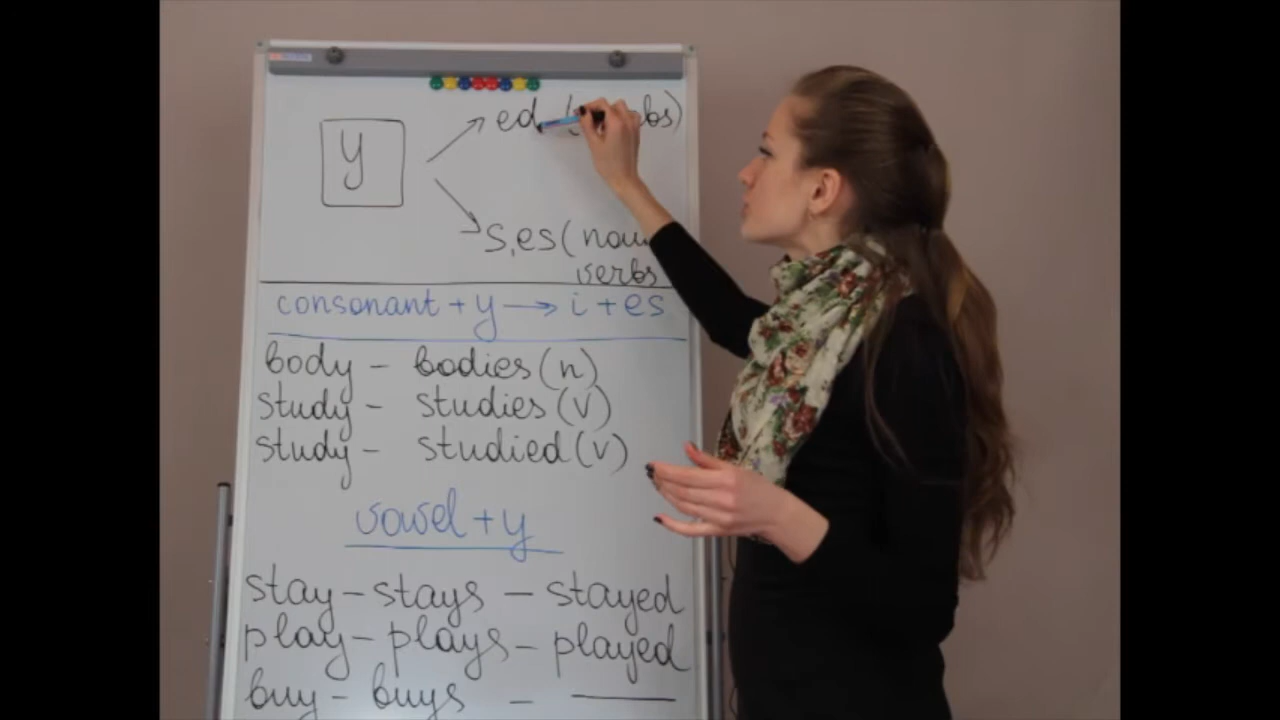 y
ed
s,es(
verbs
consonant + y → i + es
body - bodies (n)
study - studies (v)
study - studied (v)
vowel + y
stay - stays - stayed
play - plays - played
buy - buys - ___